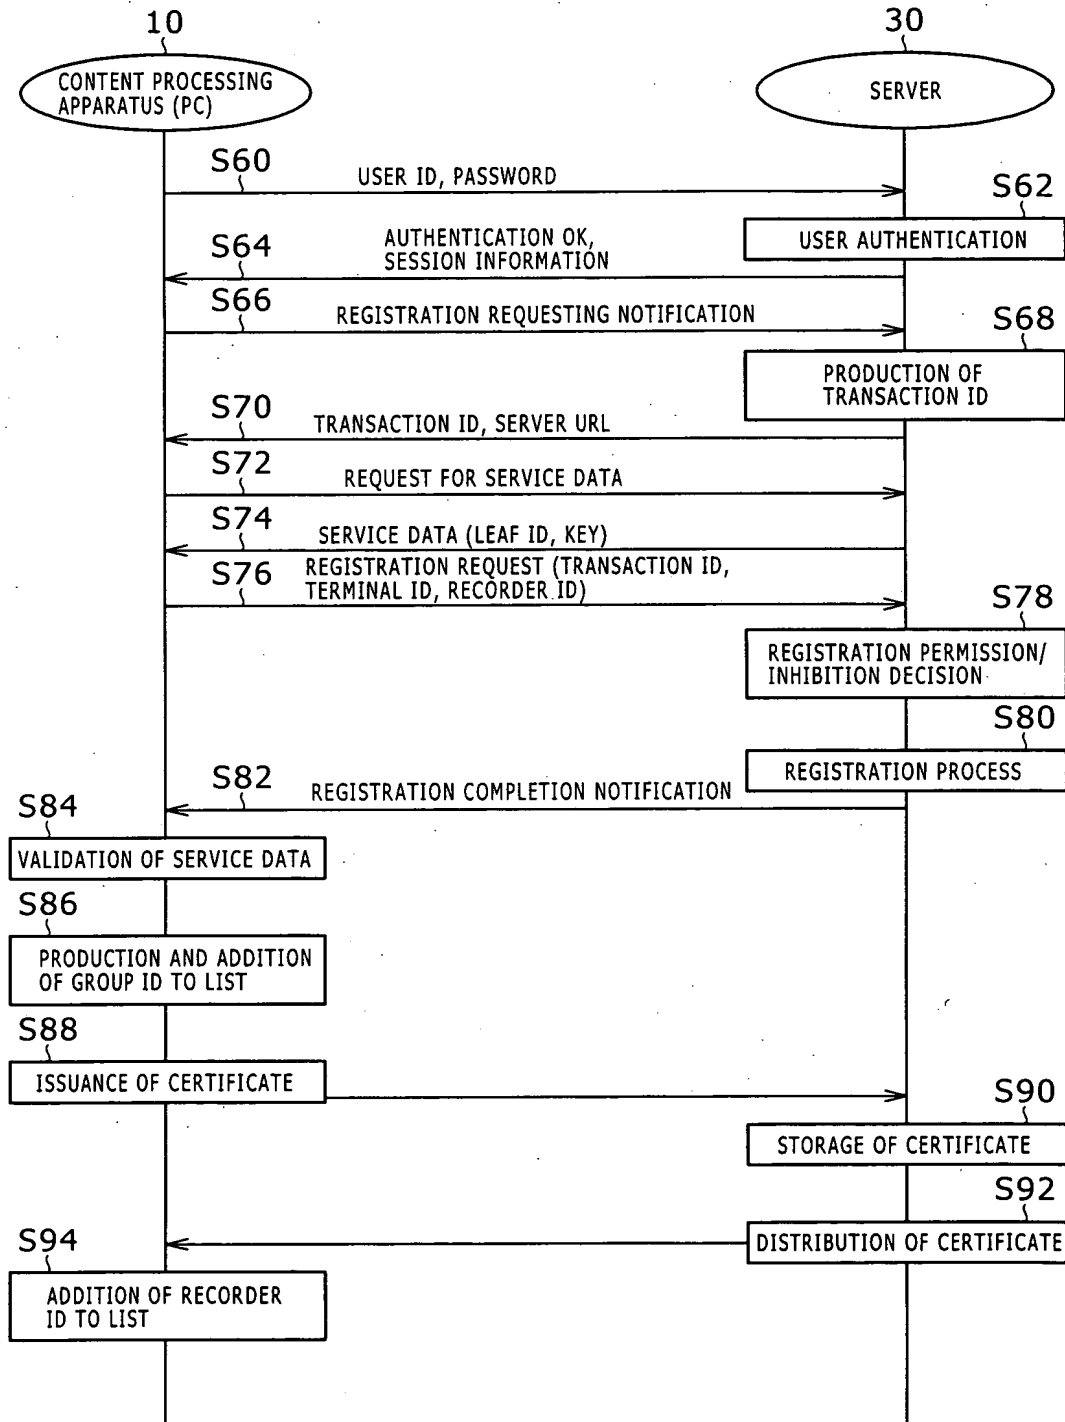 10
30
CONTENT PROCESSING
APPARATUS (PC)
SERVER
S60
USER ID, PASSWORD
S62
USER AUTHENTICATION
S64
AUTHENTICATION OK,
SESSION INFORMATION
S66
REGISTRATION REQUESTING NOTIFICATION
S68
PRODUCTION OF
TRANSACTION ID
S70
TRANSACTION ID, SERVER URL
S72
REQUEST FOR SERVICE DATA
S74
SERVICE DATA (LEAF ID, KEY)
S76
REGISTRATION REQUEST (TRANSACTION ID,
TERMINAL ID, RECORDER ID)
S78
REGISTRATION PERMISSION/
INHIBITION DECISION
S80
REGISTRATION PROCESS
S82
REGISTRATION COMPLETION NOTIFICATION
S84
VALIDATION OF SERVICE DATA
S86
PRODUCTION AND ADDITION
OF GROUP ID TO LIST
S88
ISSUANCE OF CERTIFICATE
S90
STORAGE OF CERTIFICATE
S92
DISTRIBUTION OF CERTIFICATE
S94
ADDITION OF RECORDER
ID TO LIST